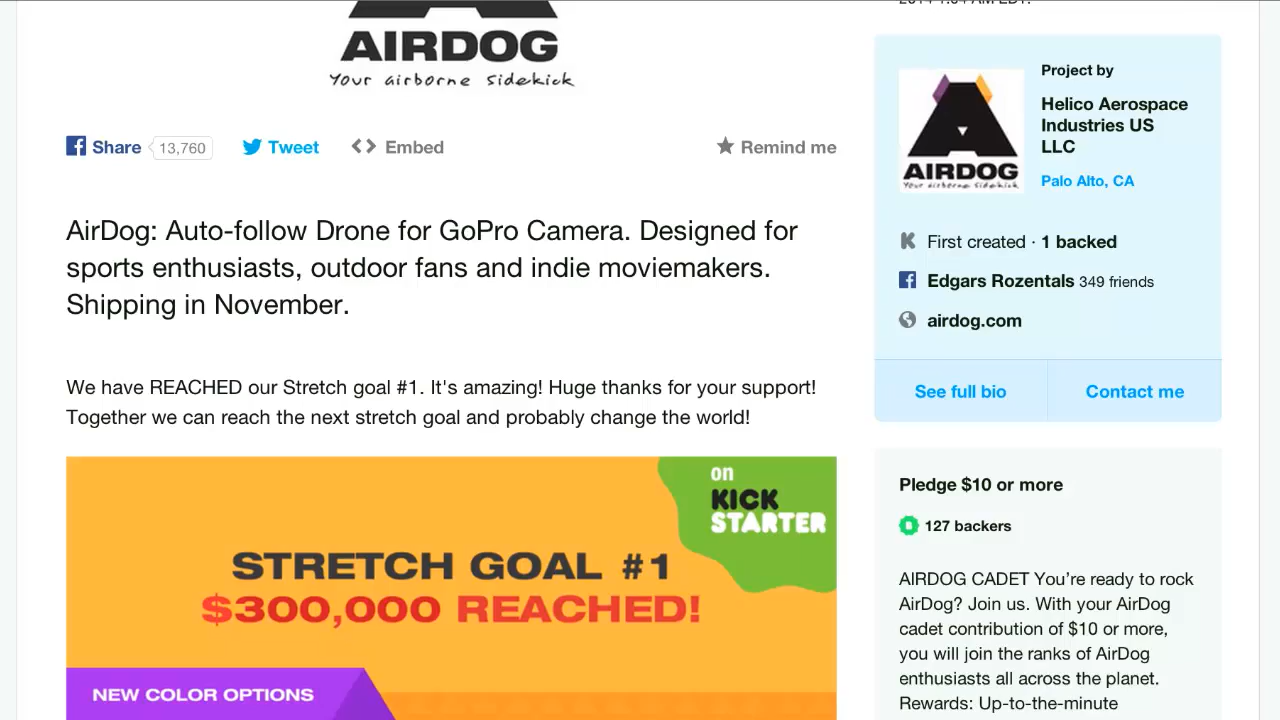 AIRDOG
Your airborne sidekick
Share 13,760 Tweet Embed Remind me
AirDog: Auto-follow Drone for GoPro Camera. Designed for
sports enthusiasts, outdoor fans and indie moviemakers.
Shipping in November.
We have REACHED our Stretch goal #1. It's amazing! Huge thanks for your support!
Together we can reach the next stretch goal and probably change the world!
on
KICK
STARTER
STRETCH GOAL #1
$300,000 REACHED!
NEW COLOR OPTIONS
AIRDOG
Your airborne sidekick
Project by
Helico Aerospace
Industries US
LLC
Palo Alto, CA
First created · 1 backed
Edgars Rozentals 349 friends
airdog.com
See full bio Contact me
Pledge $10 or more
127 backers
AIRDOG CADET You’re ready to rock
AirDog? Join us. With your AirDog
cadet contribution of $10 or more,
you will join the ranks of AirDog
enthusiasts all across the planet.
Rewards: Up-to-the-minute